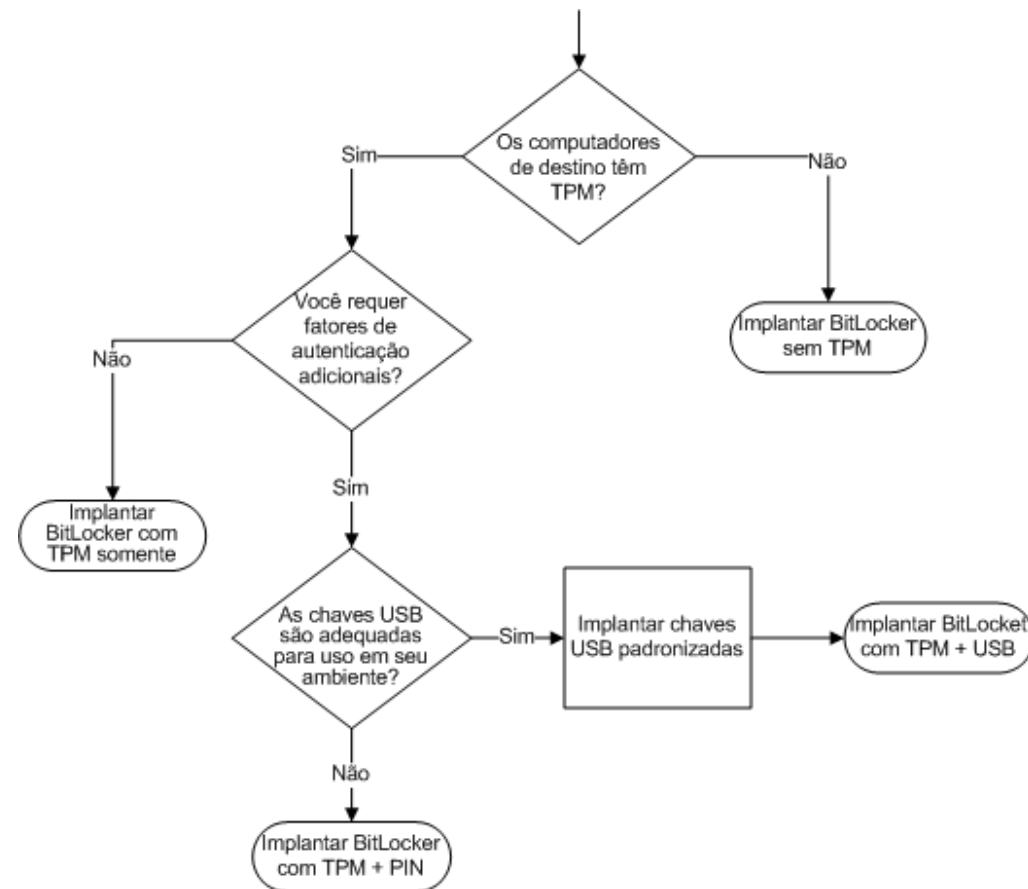 Os computadores
de destino têm
TPM?
Sim
Não
Você requer
fatores de
autenticação
adicionais?
Implantar BitLocker
sem TPM
Não
Sim
Implantar
BitLocker com
TPM somente
As chaves USB
são adequadas
para uso em seu
ambiente?
Sim
Implantar chaves
USB padronizadas
Implantar BitLocket
com TPM + USB
Não
Implantar BitLocker
com TPM + PIN